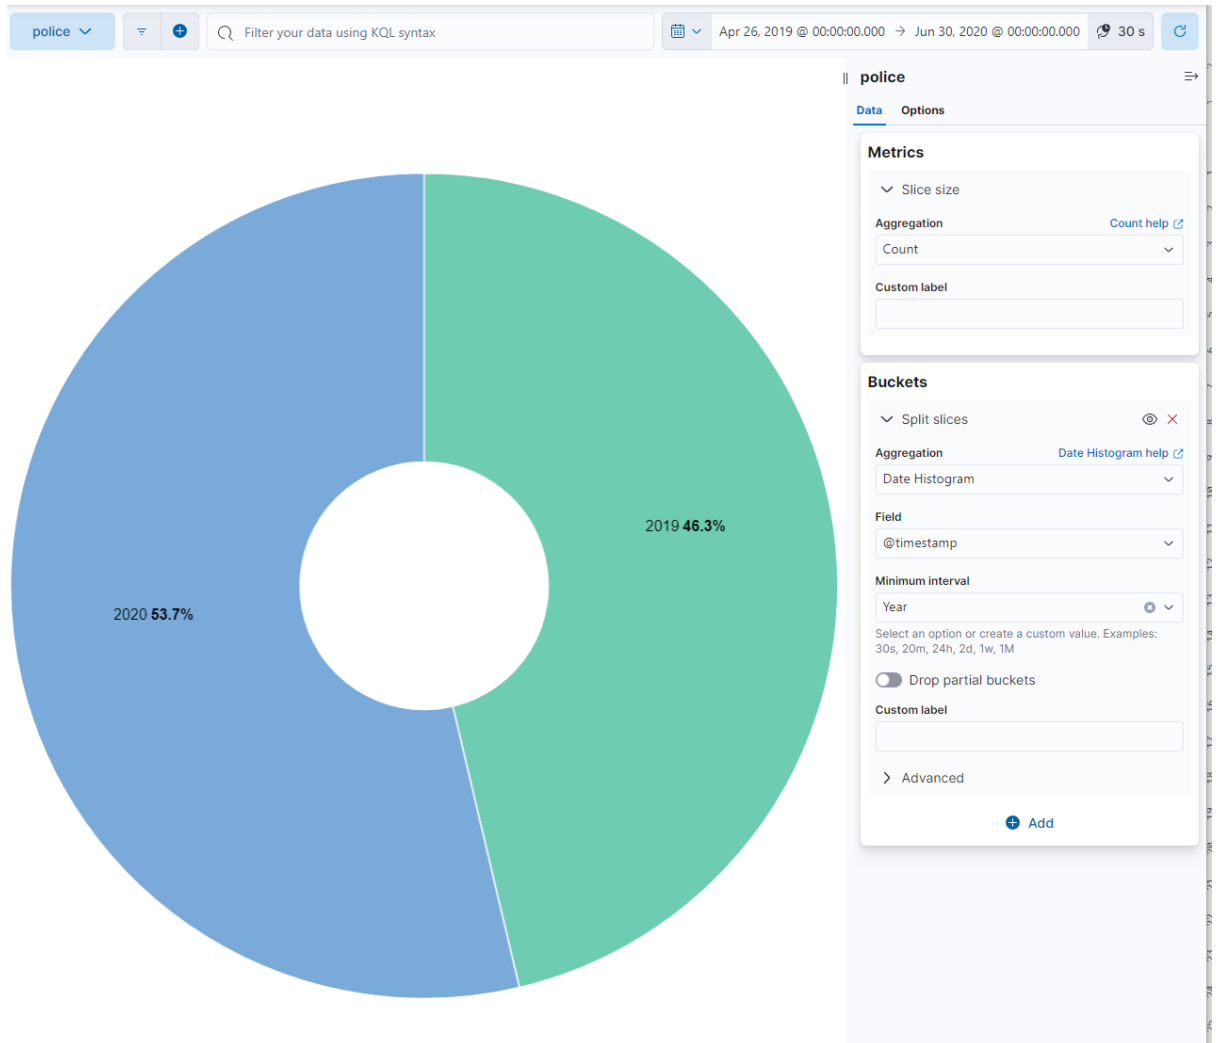 police
Filter your data using KQL syntax
Apr 26, 2019 @ 00:00:00.000 → Jun 30, 2020 @ 00:00:00.000
30 s
police
Data Options
Metrics
Slice size
Aggregation Count help
Count
Custom label
Buckets
Split slices
Aggregation Date Histogram help
Date Histogram
Field
@timestamp
Minimum interval
Year
Select an option or create a custom value. Examples:
30s, 20m, 24h, 2d, 1w, 1M
Drop partial buckets
Custom label
Advanced
Add
2019 46.3%
2020 53.7%